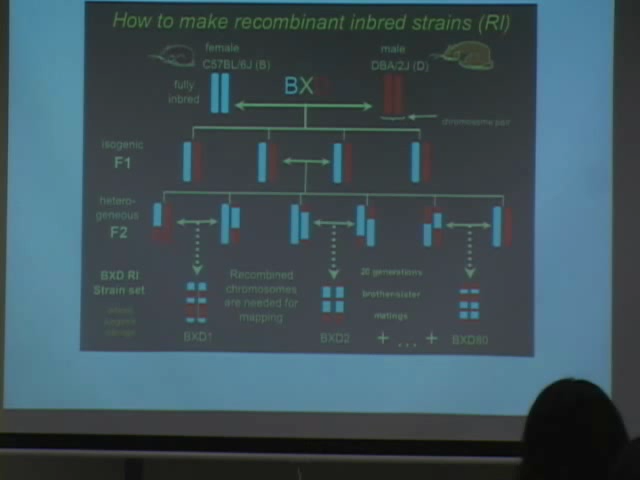 How to make recombinant inbred strains (RI)
female
C57BL/6J (B)
male
DBA/2J (D)
fully
inbred
BXD
chromosome pair
isogenic
F1
hetero-
geneous
F2
BXD RI
Strain set
Recombined
chromosomes
are needed for
mapping
20 generations
brother/sister
matings
BXD1
BXD2
+ ... +
BXD80